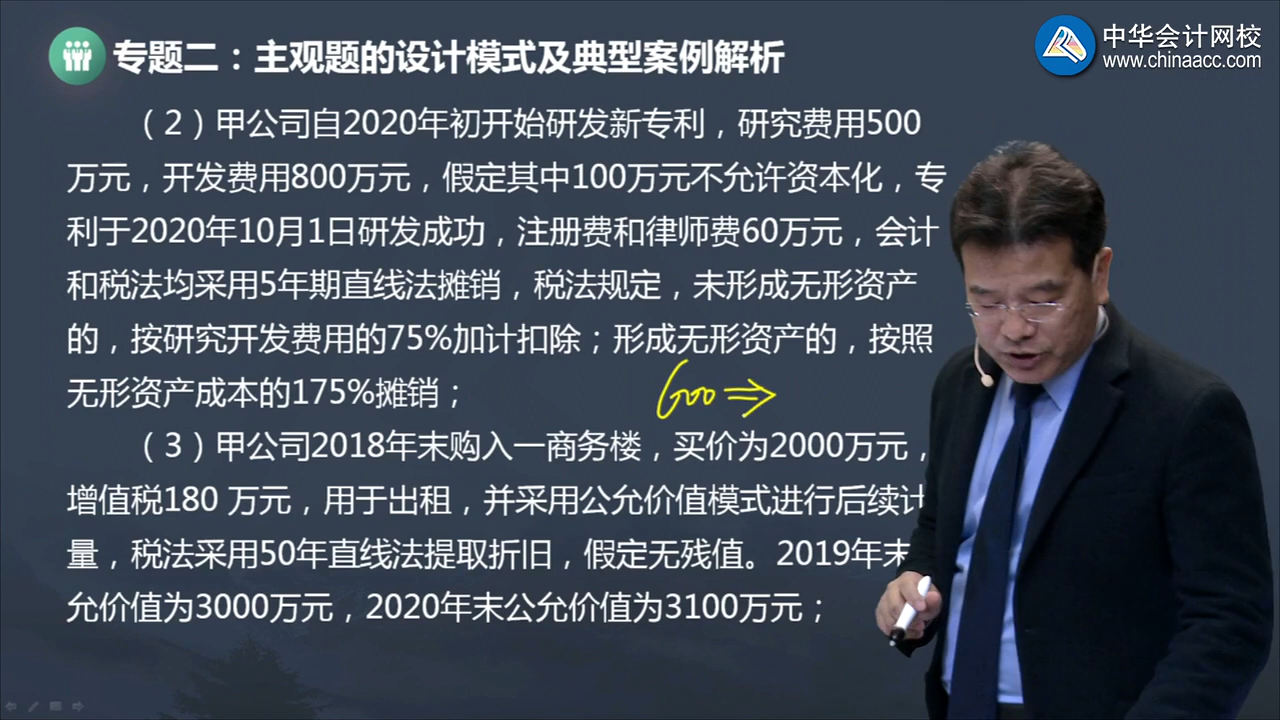 专题二：主观题的设计模式及典型案例解析
中华会计网校
www.chinaacc.com
（2）甲公司自2020年初开始研发新专利，研究费用500
万元，开发费用800万元，假定其中100万元不允许资本化，专
利于2020年10月1日研发成功，注册费和律师费60万元，会计
和税法均采用5年期直线法摊销，税法规定，未形成无形资产
的，按研究开发费用的75%加计扣除；形成无形资产的，按照
无形资产成本的175%摊销；
600⇒
（3）甲公司2018年末购入一商务楼，买价为2000万元，
增值税180 万元，用于出租，并采用公允价值模式进行后续计
量，税法采用50年直线法提取折旧，假定无残值。2019年末
允价值为3000万元，2020年末公允价值为3100万元；